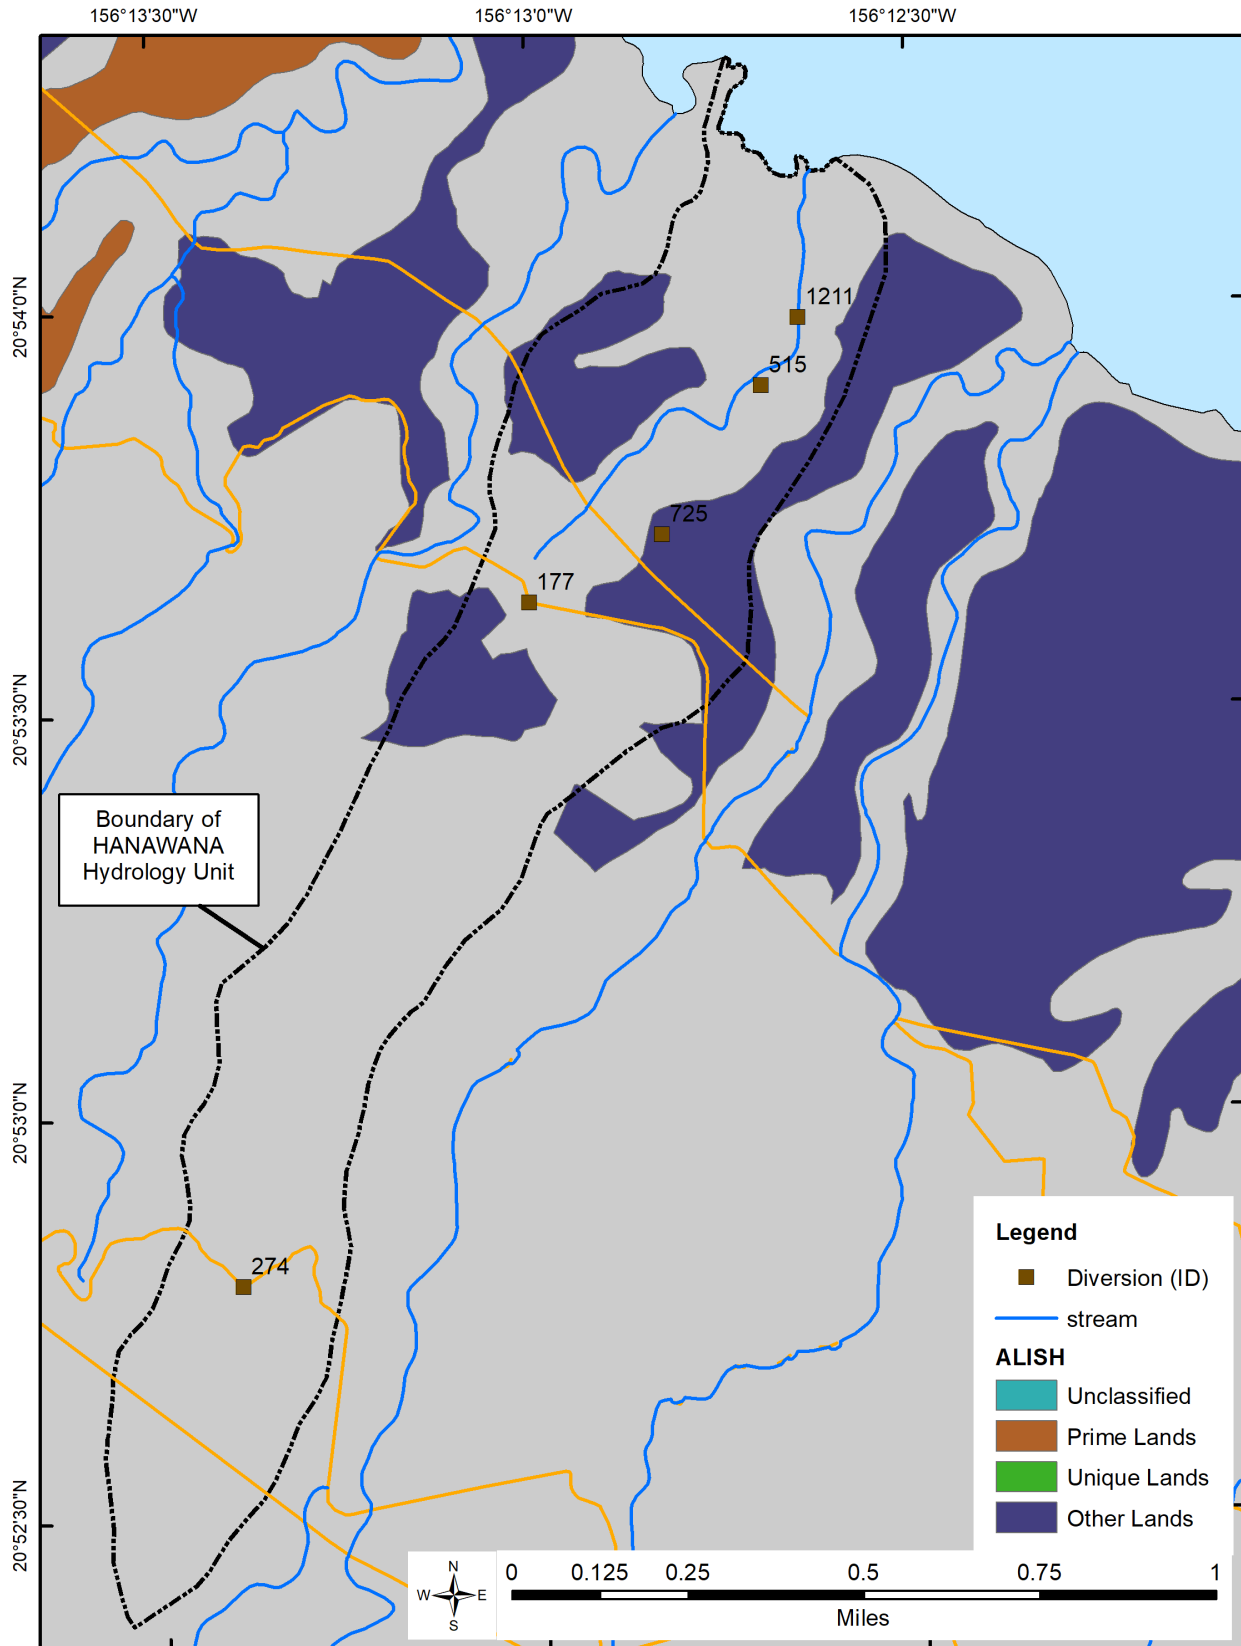 156°13'30"W
156°13'0"W
156°12'30"W
20°54'0"N
1211
515
725
177
20°53'30"N
Boundary of
HANAWANA
Hydrology Unit
20°53'0"N
274
20°52'30"N
Legend
Diversion (ID)
stream
ALISH
Unclassified
Prime Lands
Unique Lands
Other Lands
N
W E
S
0 0.125 0.25 0.5 0.75 1
Miles